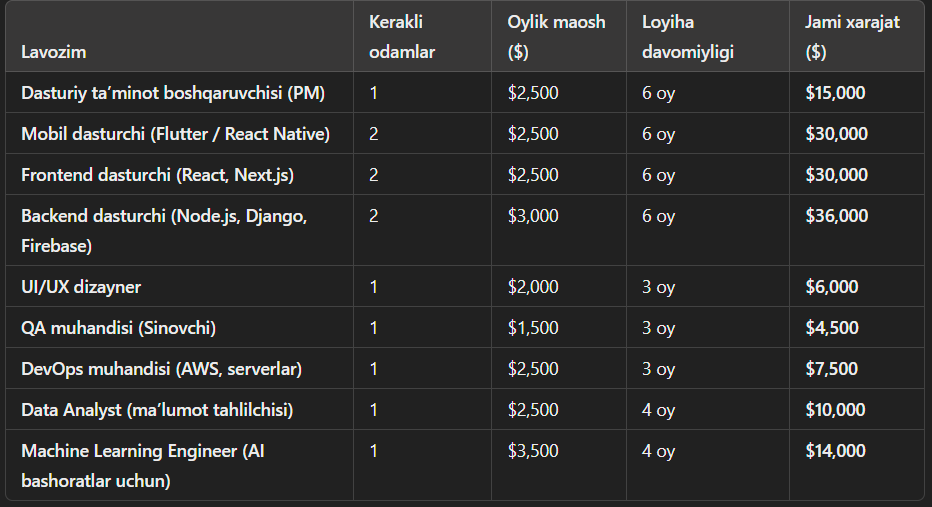 Lavozim Kerakli odamlar Oylik maosh ($) Loyiha davomiyligi Jami xarajat ($)
Dasturiy ta’minot boshqaruvchisi (PM) 1 $2,500 6 oy $15,000
Mobil dasturchi (Flutter / React Native) 2 $2,500 6 oy $30,000
Frontend dasturchi (React, Next.js) 2 $2,500 6 oy $30,000
Backend dasturchi (Node.js, Django, 2 $3,000 6 oy $36,000
Firebase)
UI/UX dizayner 1 $2,000 3 oy $6,000
QA muhandisi (Sinovchi) 1 $1,500 3 oy $4,500
DevOps muhandisi (AWS, serverlar) 1 $2,500 3 oy $7,500
Data Analyst (ma’lumot tahlilchisi) 1 $2,500 4 oy $10,000
Machine Learning Engineer (AI 1 $3,500 4 oy $14,000
bashoratlar uchun)